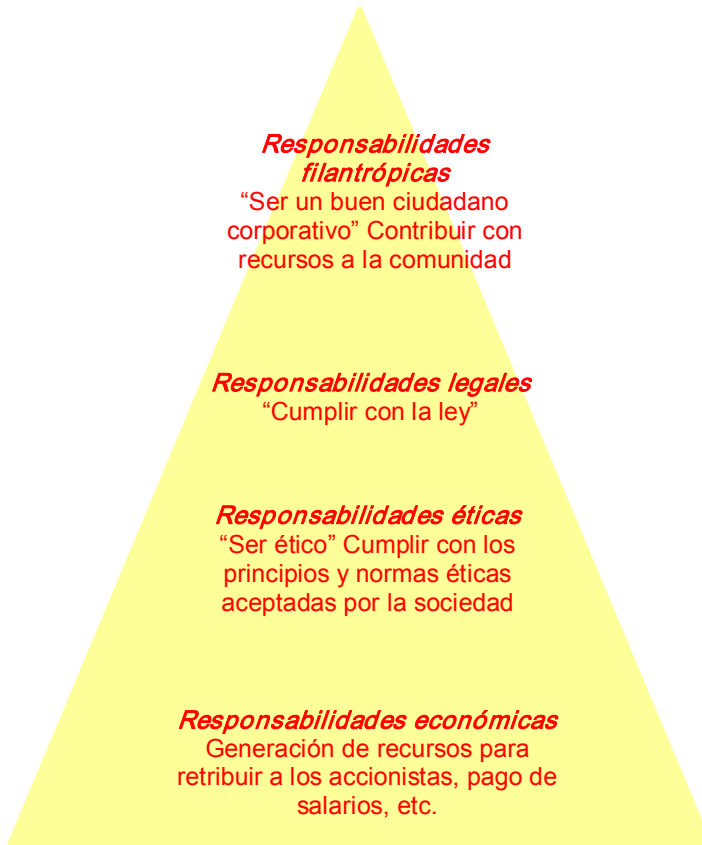 Responsabilidades
filantrópicas
“Ser un buen ciudadano
corporativo” Contribuir con
recursos a la comunidad
Responsabilidades legales
“Cumplir con la ley”
Responsabilidades éticas
“Ser ético” Cumplir con los
principios y normas éticas
aceptadas por la sociedad
Responsabilidades económicas
Generación de recursos para
retribuir a los accionistas, pago de
salarios, etc.